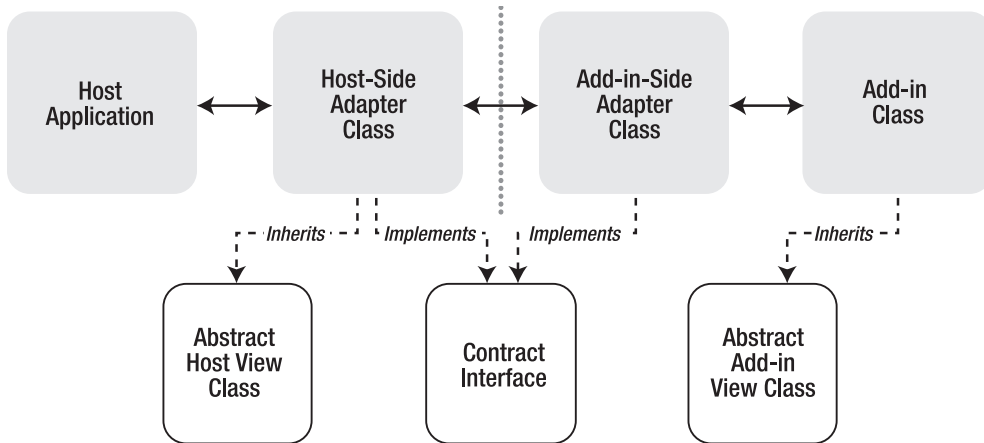 Host
Application
Host-Side
Adapter
Class
Add-in-Side
Adapter
Class
Add-in
Class
Inherits
Implements
Implements
Inherits
Abstract
Host View
Class
Contract
Interface
Abstract
Add-in
View Class